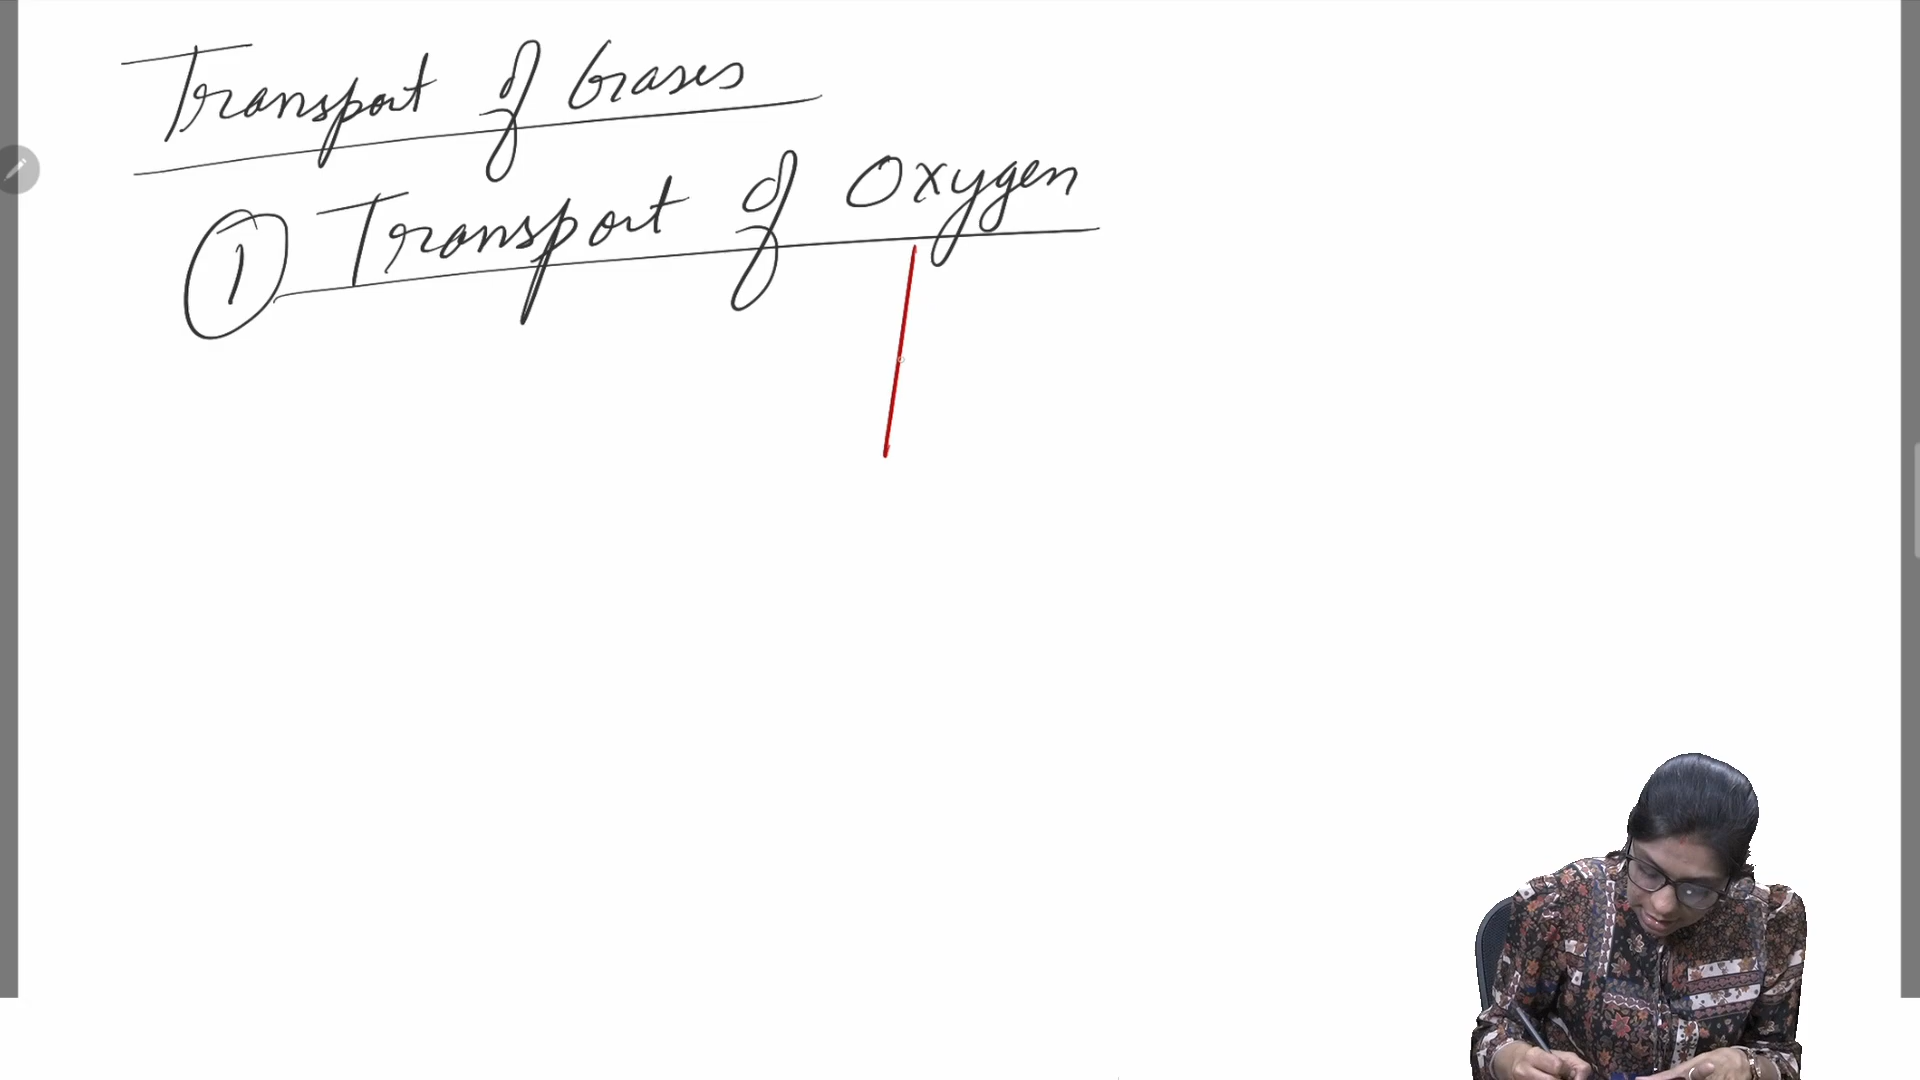 Transport of Gases
① Transport of Oxygen